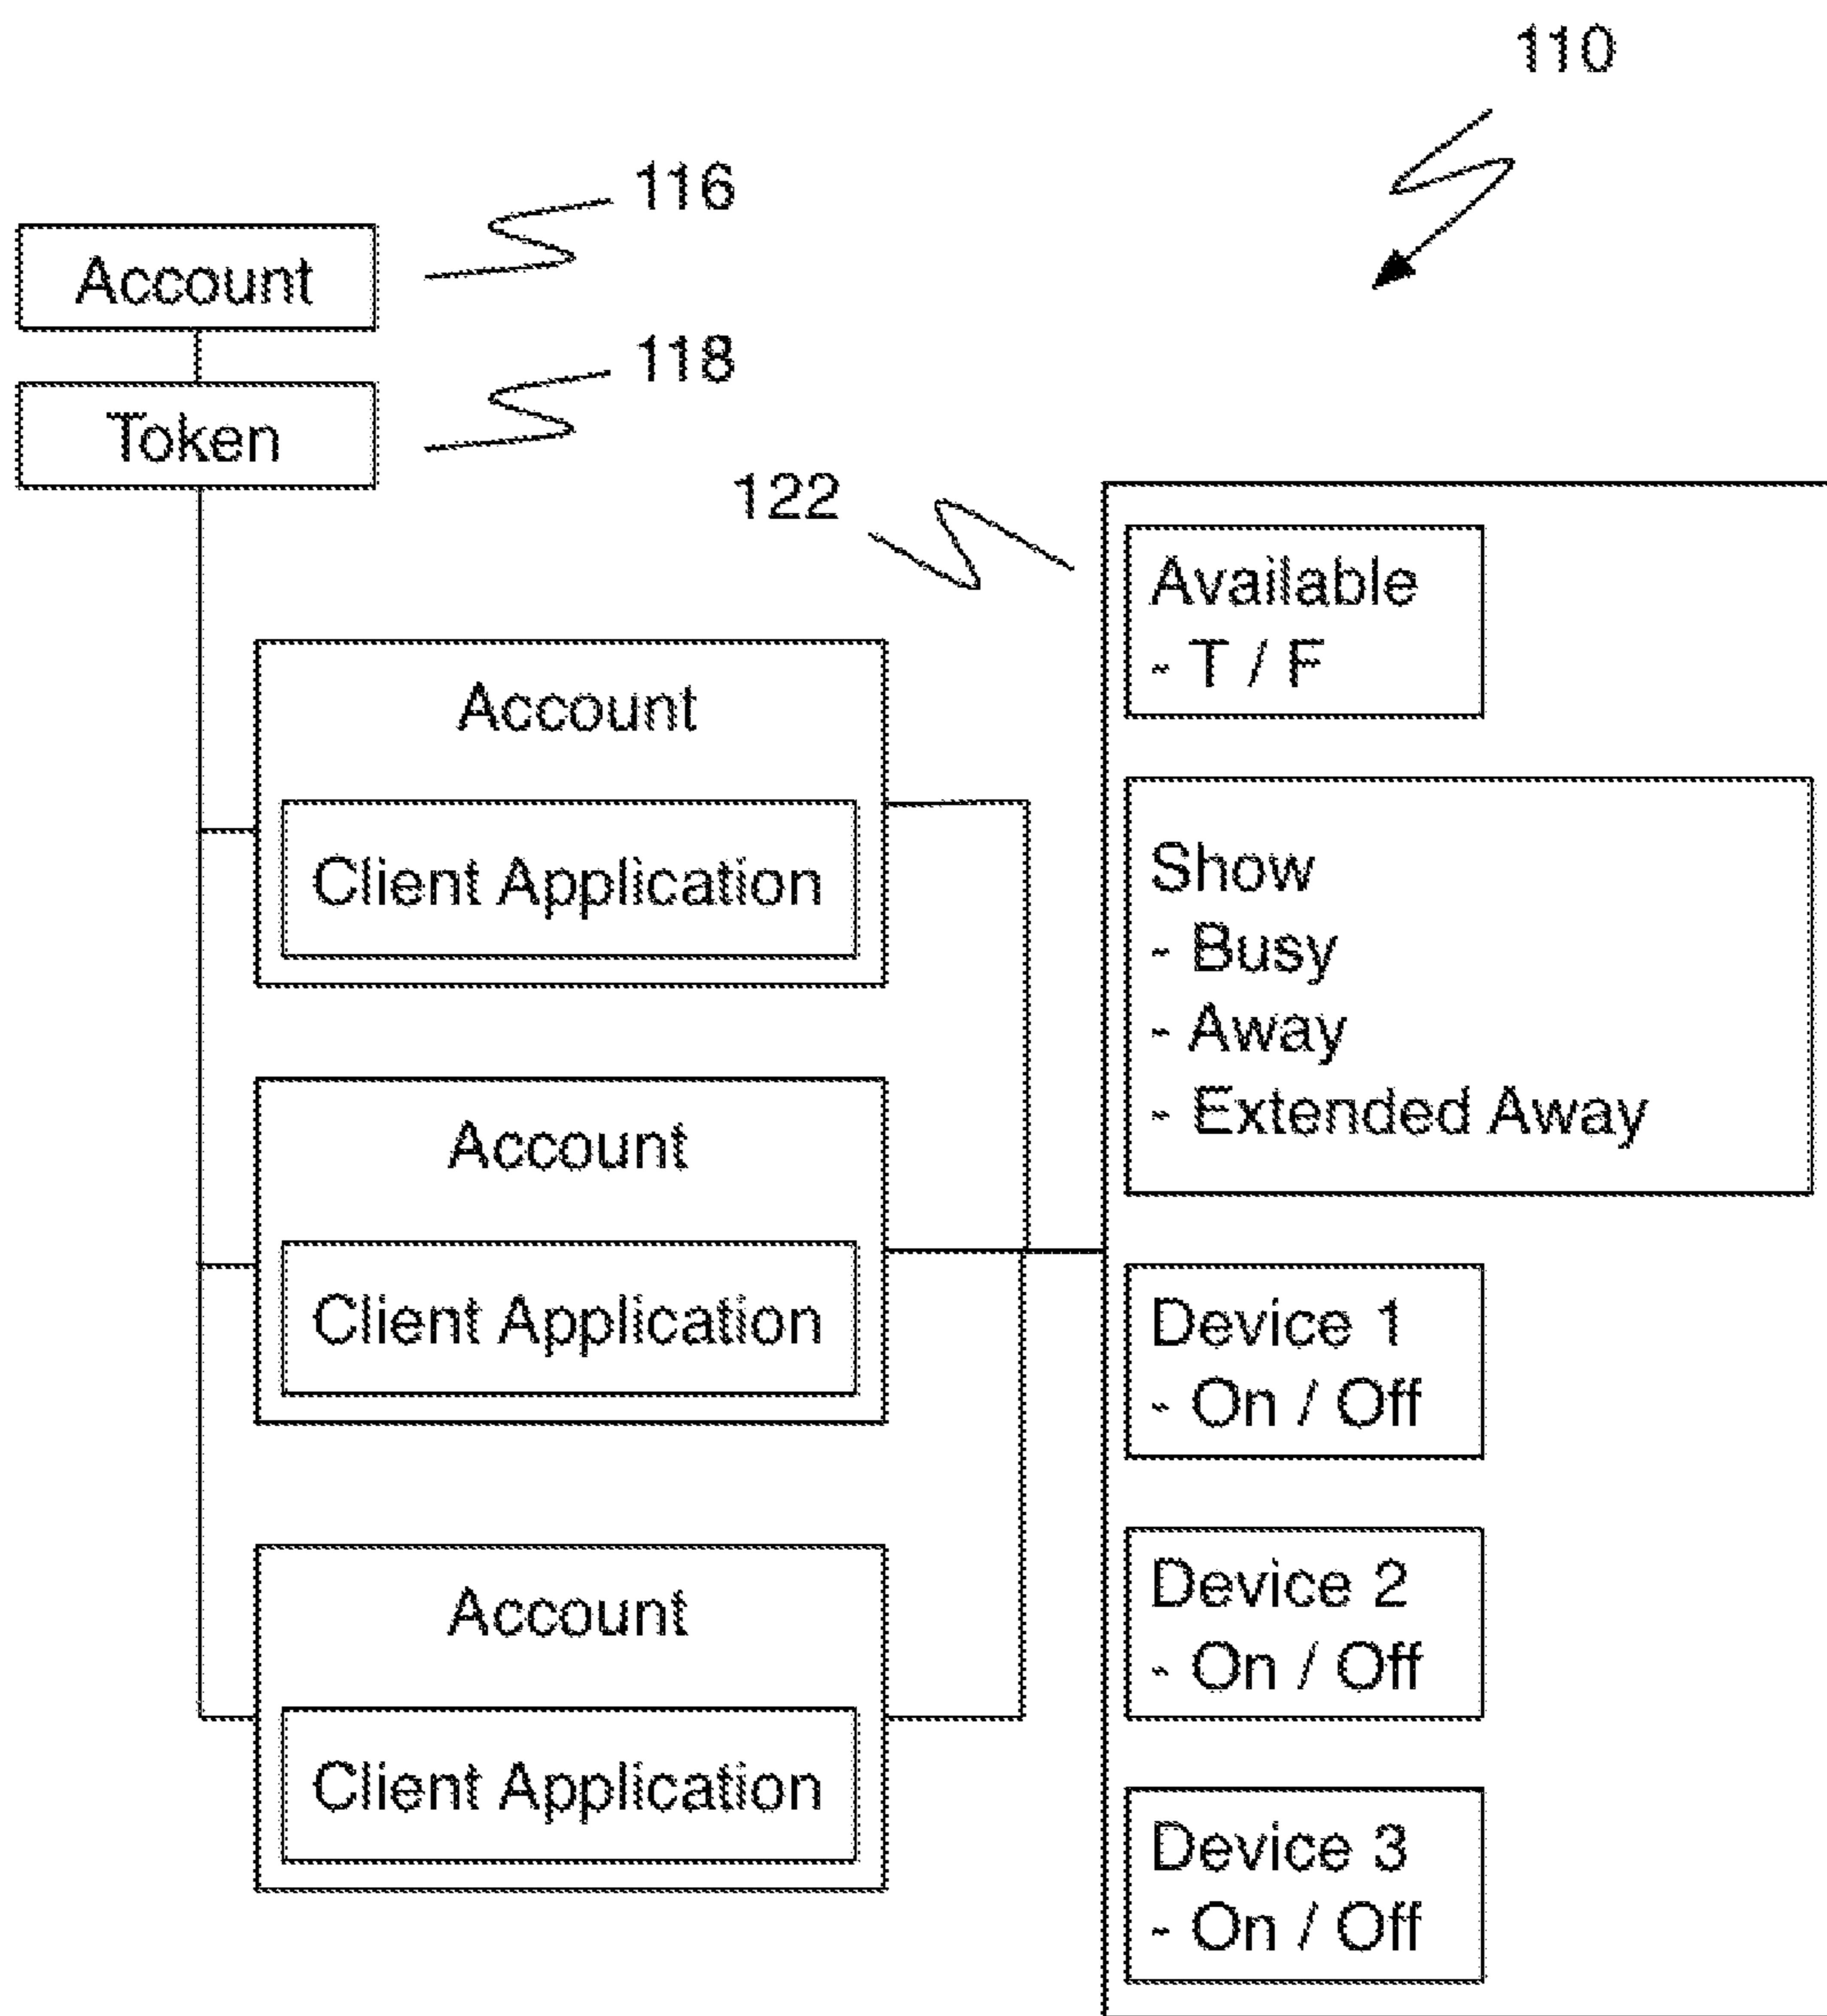 110
116
Account
118
Token
122
Available
- T / F
Account
Client Application
Show
- Busy
- Away
- Extended Away
Account
Client Application
Device 1
- On / Off
Account
Client Application
Device 2
- On / Off
Device 3
- On / Off